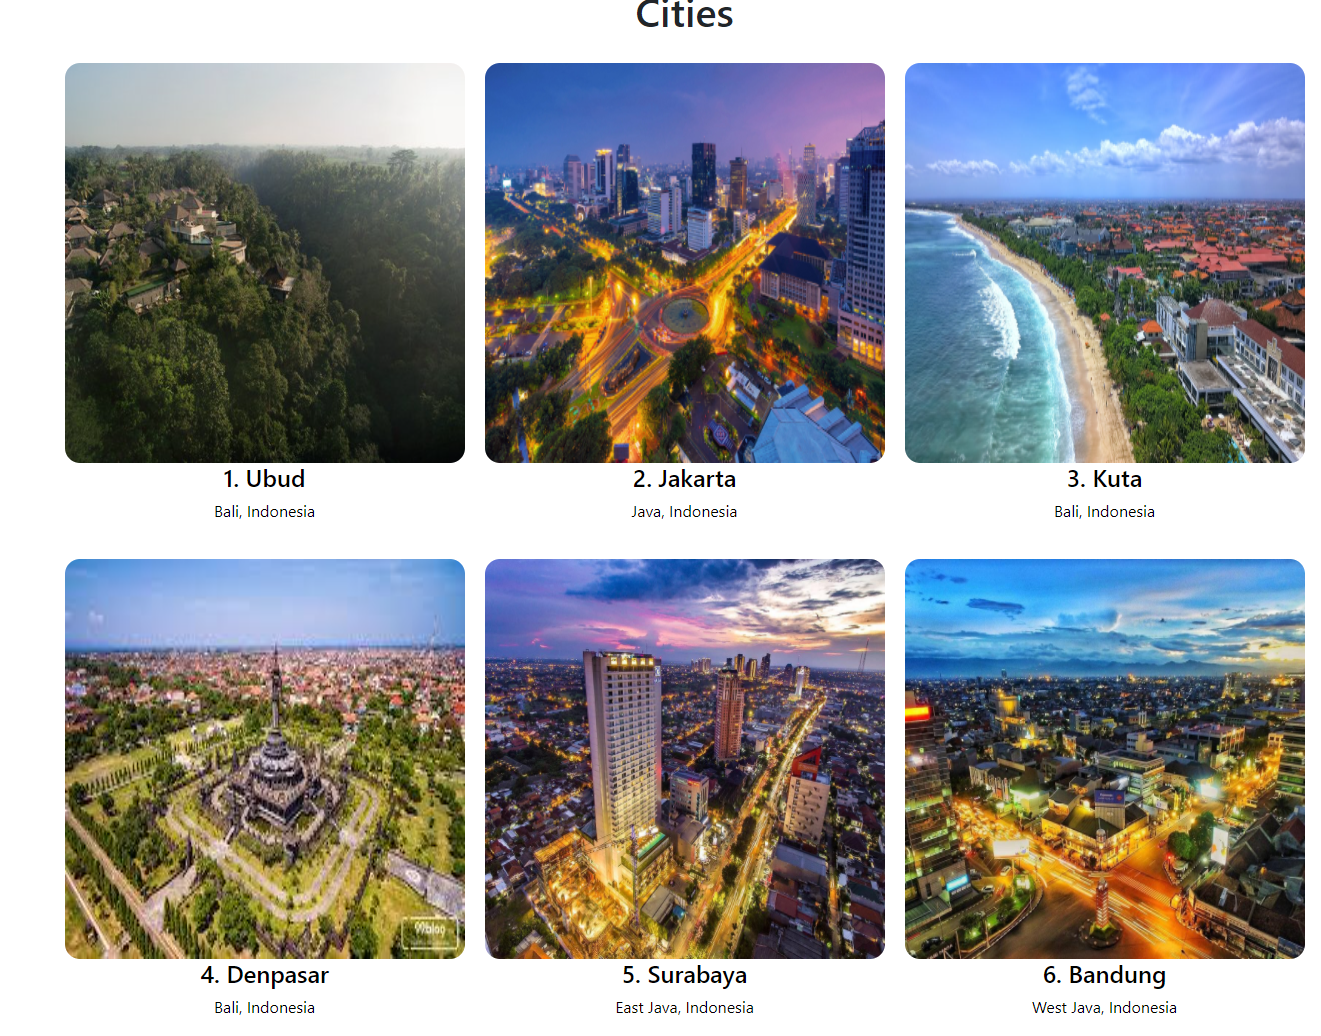 Cities
1. Ubud
Bali, Indonesia
2. Jakarta
Java, Indonesia
3. Kuta
Bali, Indonesia
4. Denpasar
Bali, Indonesia
5. Surabaya
East Java, Indonesia
6. Bandung
West Java, Indonesia